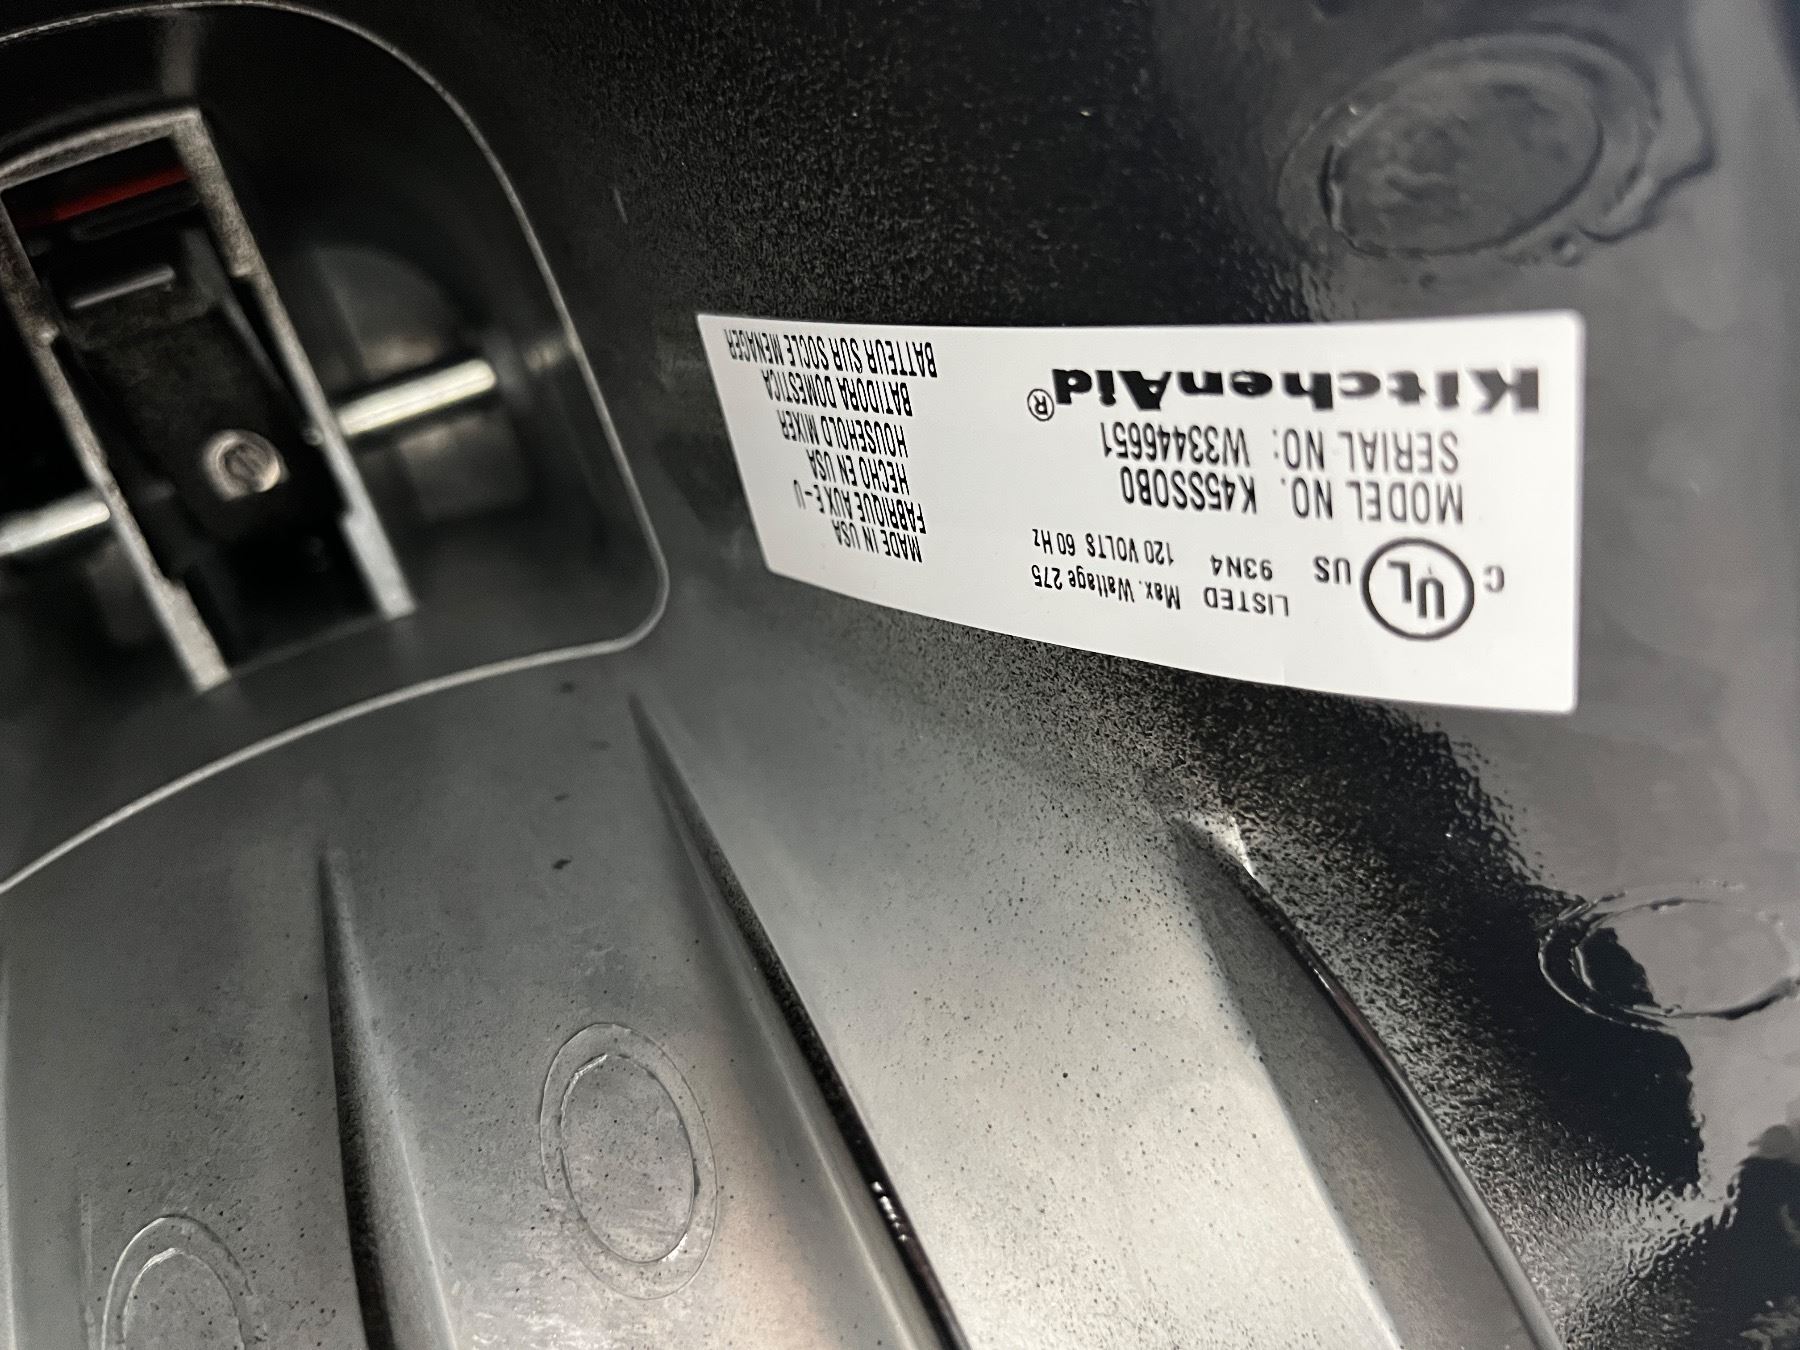 KitchenAid®
SERIAL NO: W33446651
MODEL NO. K45SSOB0
C UL US
LISTED 93N4
Max. Wattage 275
120 VOLTS 60 Hz
BATTEUR SUR SOCLE MENAGER
BATIDORA DOMESTICA
HOUSEHOLD MIXER
HECHO EN USA
FABRIQUE AUX E-U
MADE IN USA